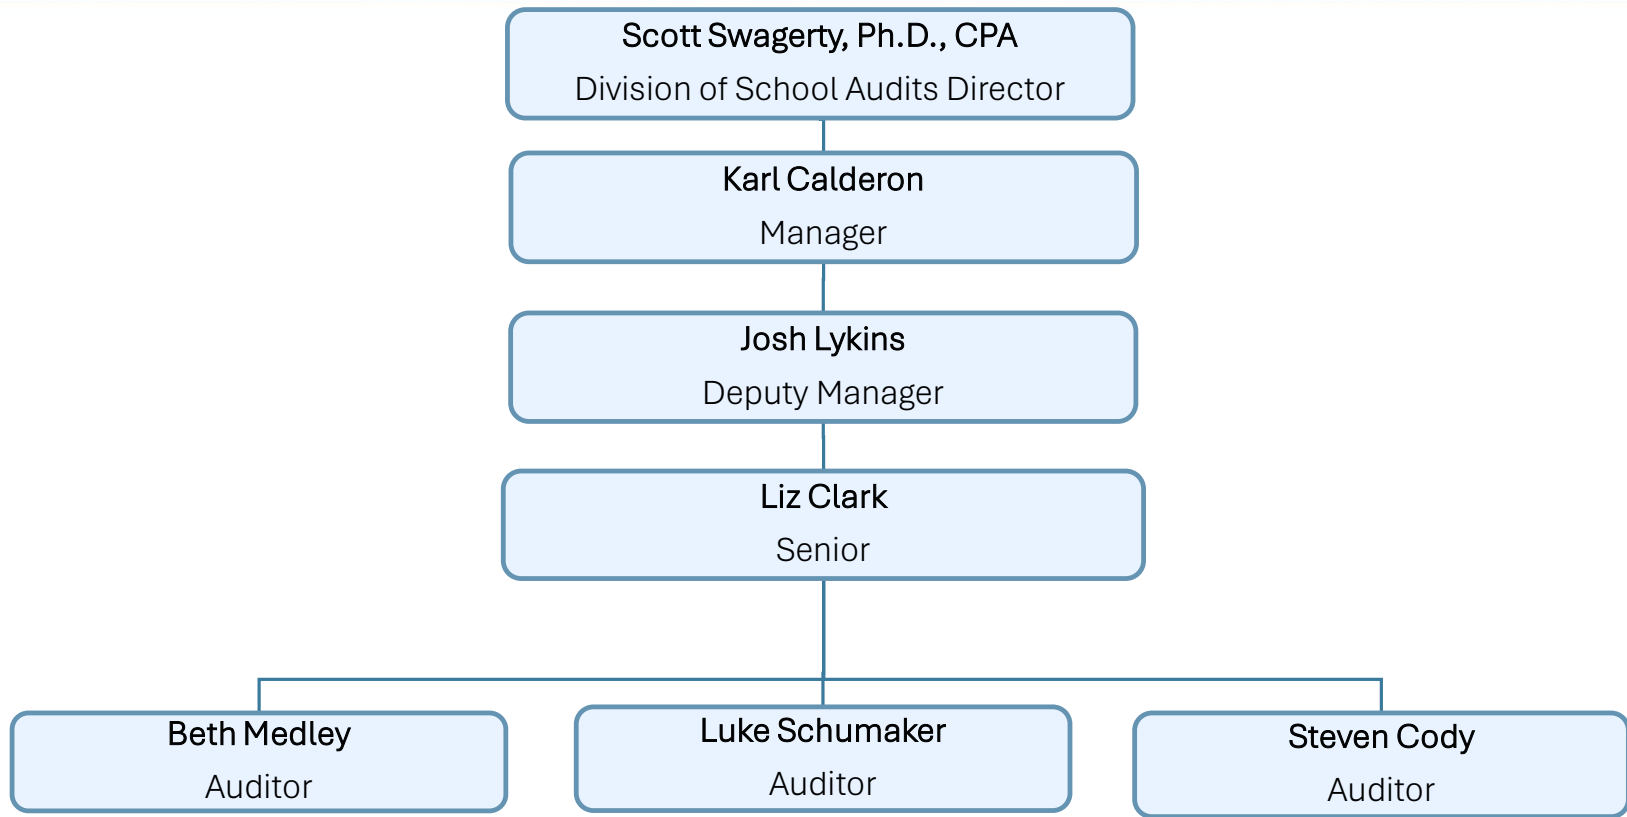 Scott Swagerty, Ph.D., CPA
Division of School Audits Director
Karl Calderon
Manager
Josh Lykins
Deputy Manager
Liz Clark
Senior
Beth Medley
Auditor
Luke Schumaker
Auditor
Steven Cody
Auditor